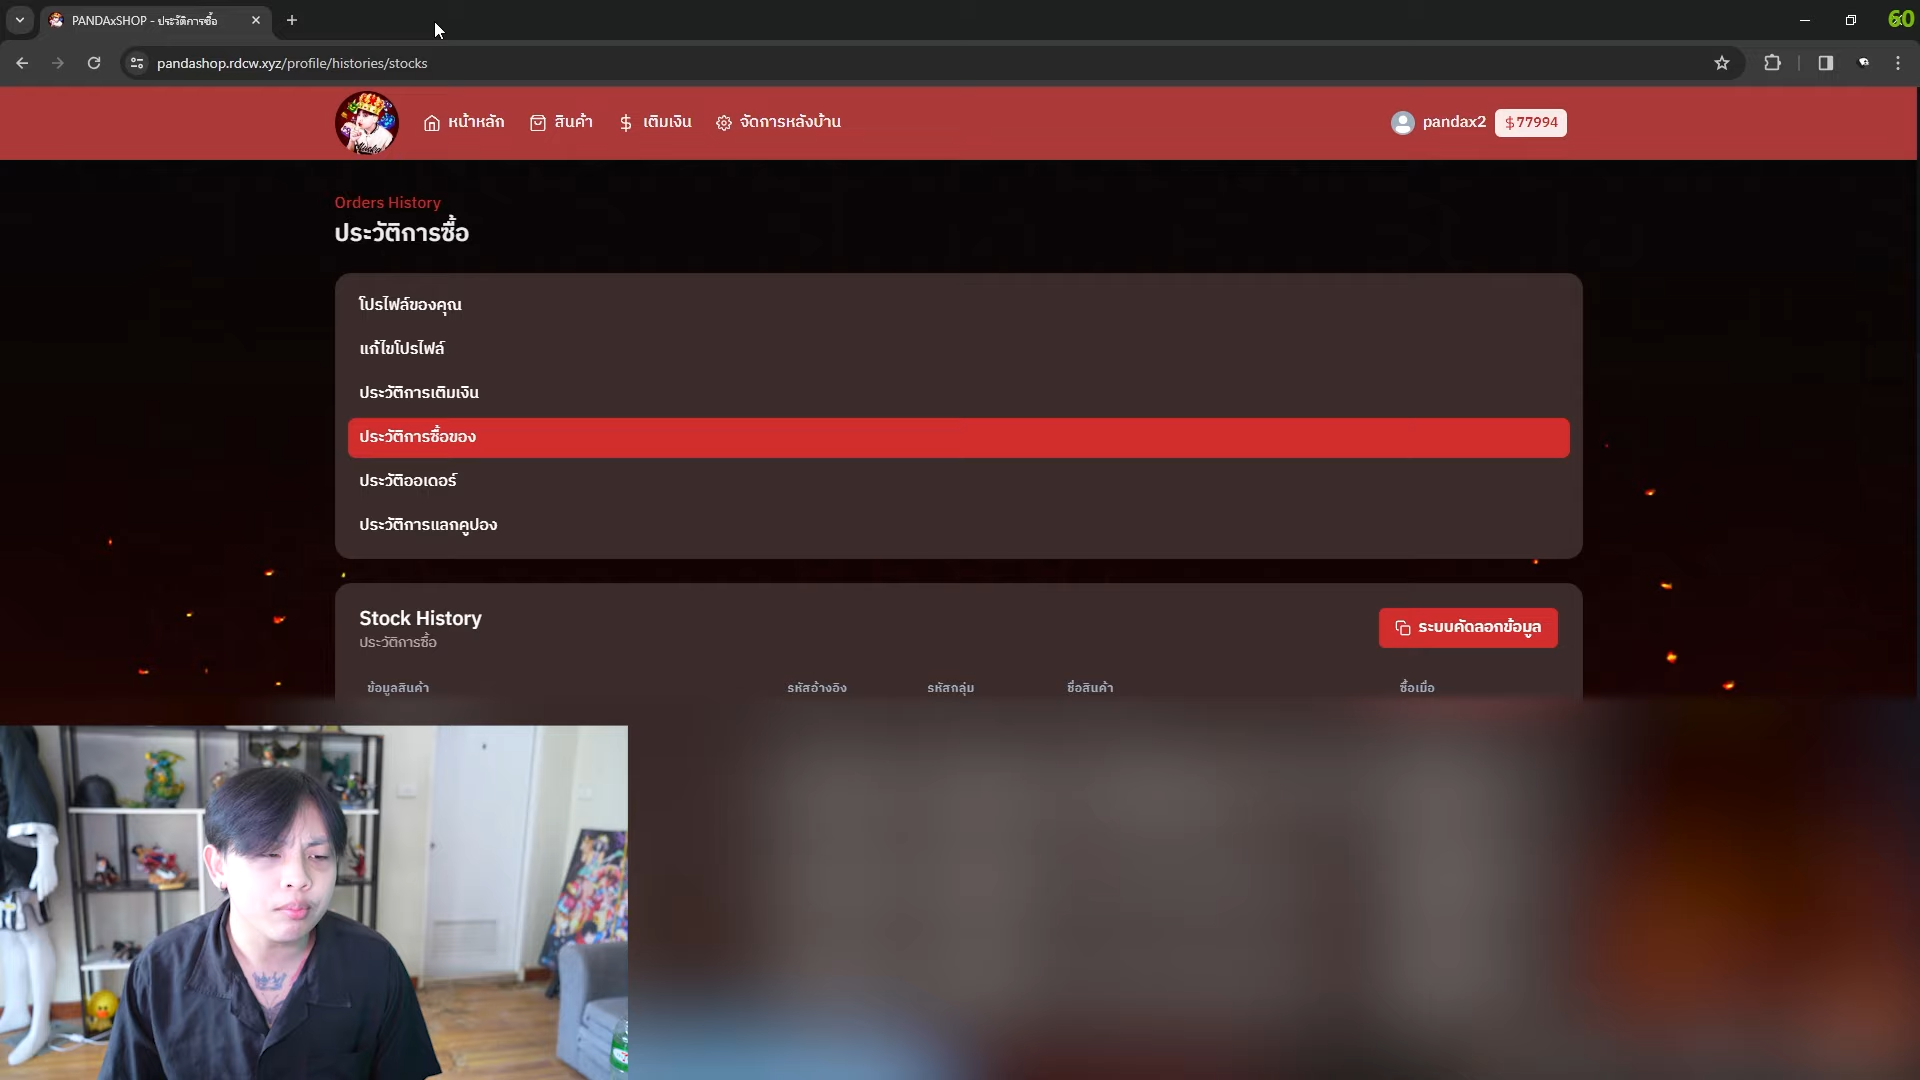 PANDAxSHOP - ประวัติการซื้อ
60
pandashop.rdcw.xyz/profile/histories/stocks
หน้าหลัก
สินค้า
เติมเงิน
จัดการหลังบ้าน
pandax2
$77994
Orders History
ประวัติการซื้อ
โปรไฟล์ของคุณ
แก้ไขโปรไฟล์
ประวัติการเติมเงิน
ประวัติการซื้อของ
ประวัติออเดอร์
ประวัติการแลกคูปอง
Stock History
ประวัติการซื้อ
ระบบคัดลอกข้อมูล
ข้อมูลสินค้า
รหัสอ้างอิง
รหัสกลุ่ม
ชื่อสินค้า
ซื้อเมื่อ